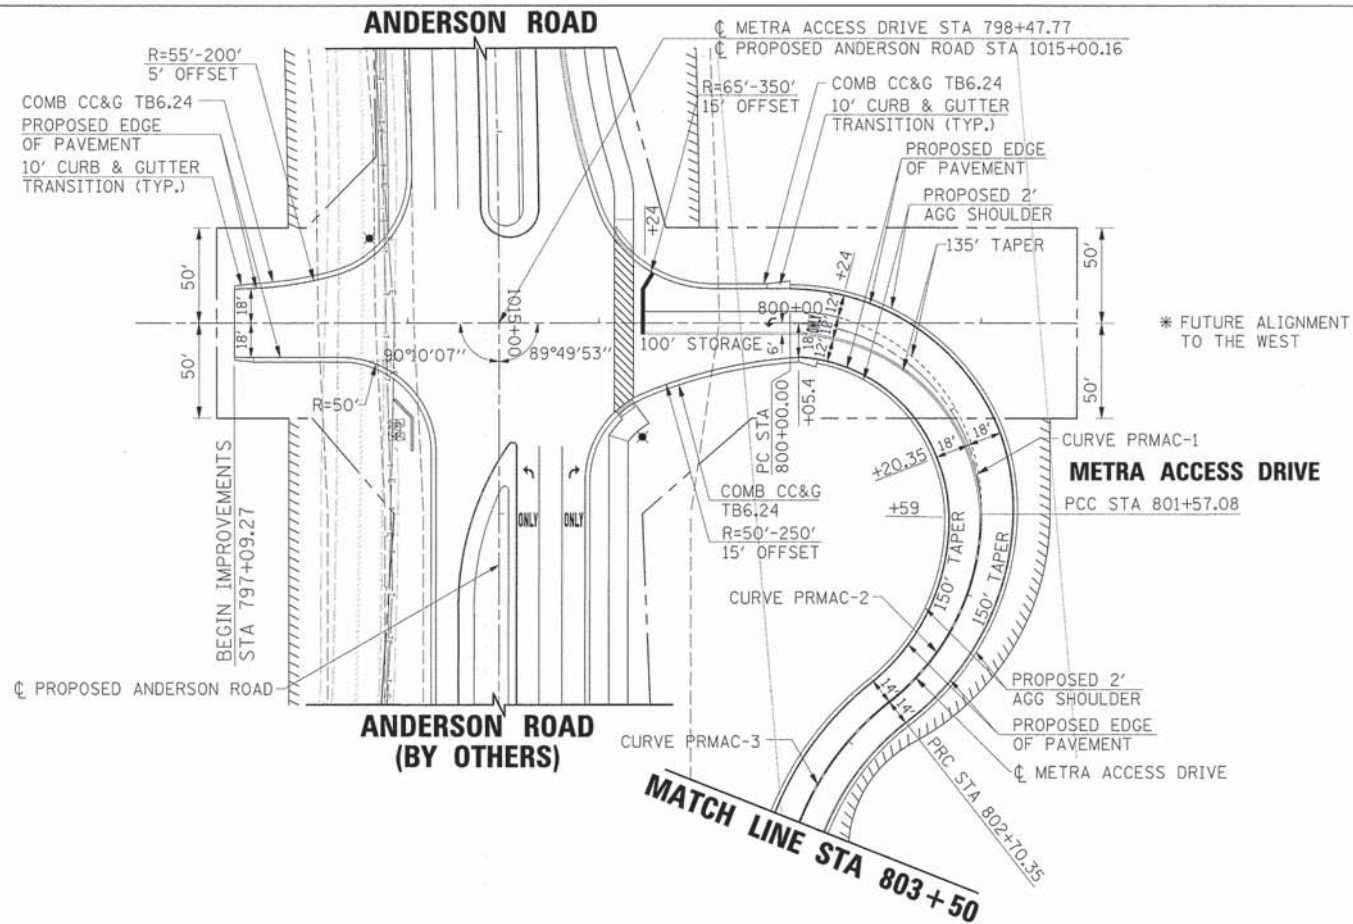 ANDERSON ROAD
℄ METRA ACCESS DRIVE STA 798+47.77
℄ PROPOSED ANDERSON ROAD STA 1015+00.16
R=55'-200'
5' OFFSET
COMB CC&G TB6.24
PROPOSED EDGE
OF PAVEMENT
10' CURB & GUTTER
TRANSITION (TYP.)
R=65'-350'
15' OFFSET
COMB CC&G TB6.24
10' CURB & GUTTER
TRANSITION (TYP.)
PROPOSED EDGE
OF PAVEMENT
PROPOSED 2'
AGG SHOULDER
135' TAPER
+24
+24
50'
50'
50'
50'
18'
18'
1015+00
90°10'07"
89°49'53"
800+00
12'
18'
12'
ONLY
100' STORAGE
6'
18'
* FUTURE ALIGNMENT
TO THE WEST
R=50'
PC STA
800+00.00
+05.4
18'
18'
+20.35
CURVE PRMAC-1
METRA ACCESS DRIVE
PCC STA 801+57.08
+59
BEGIN IMPROVEMENTS
STA 797+09.27
ONLY
ONLY
COMB CC&G
TB6.24
R=50'-250'
15' OFFSET
150' TAPER
150' TAPER
CURVE PRMAC-2
℄ PROPOSED ANDERSON ROAD
PROPOSED 2'
AGG SHOULDER
14'
14'
PROPOSED EDGE
OF PAVEMENT
ANDERSON ROAD
(BY OTHERS)
CURVE PRMAC-3
℄ METRA ACCESS DRIVE
PRC STA 802+70.35
MATCH LINE STA 803+50